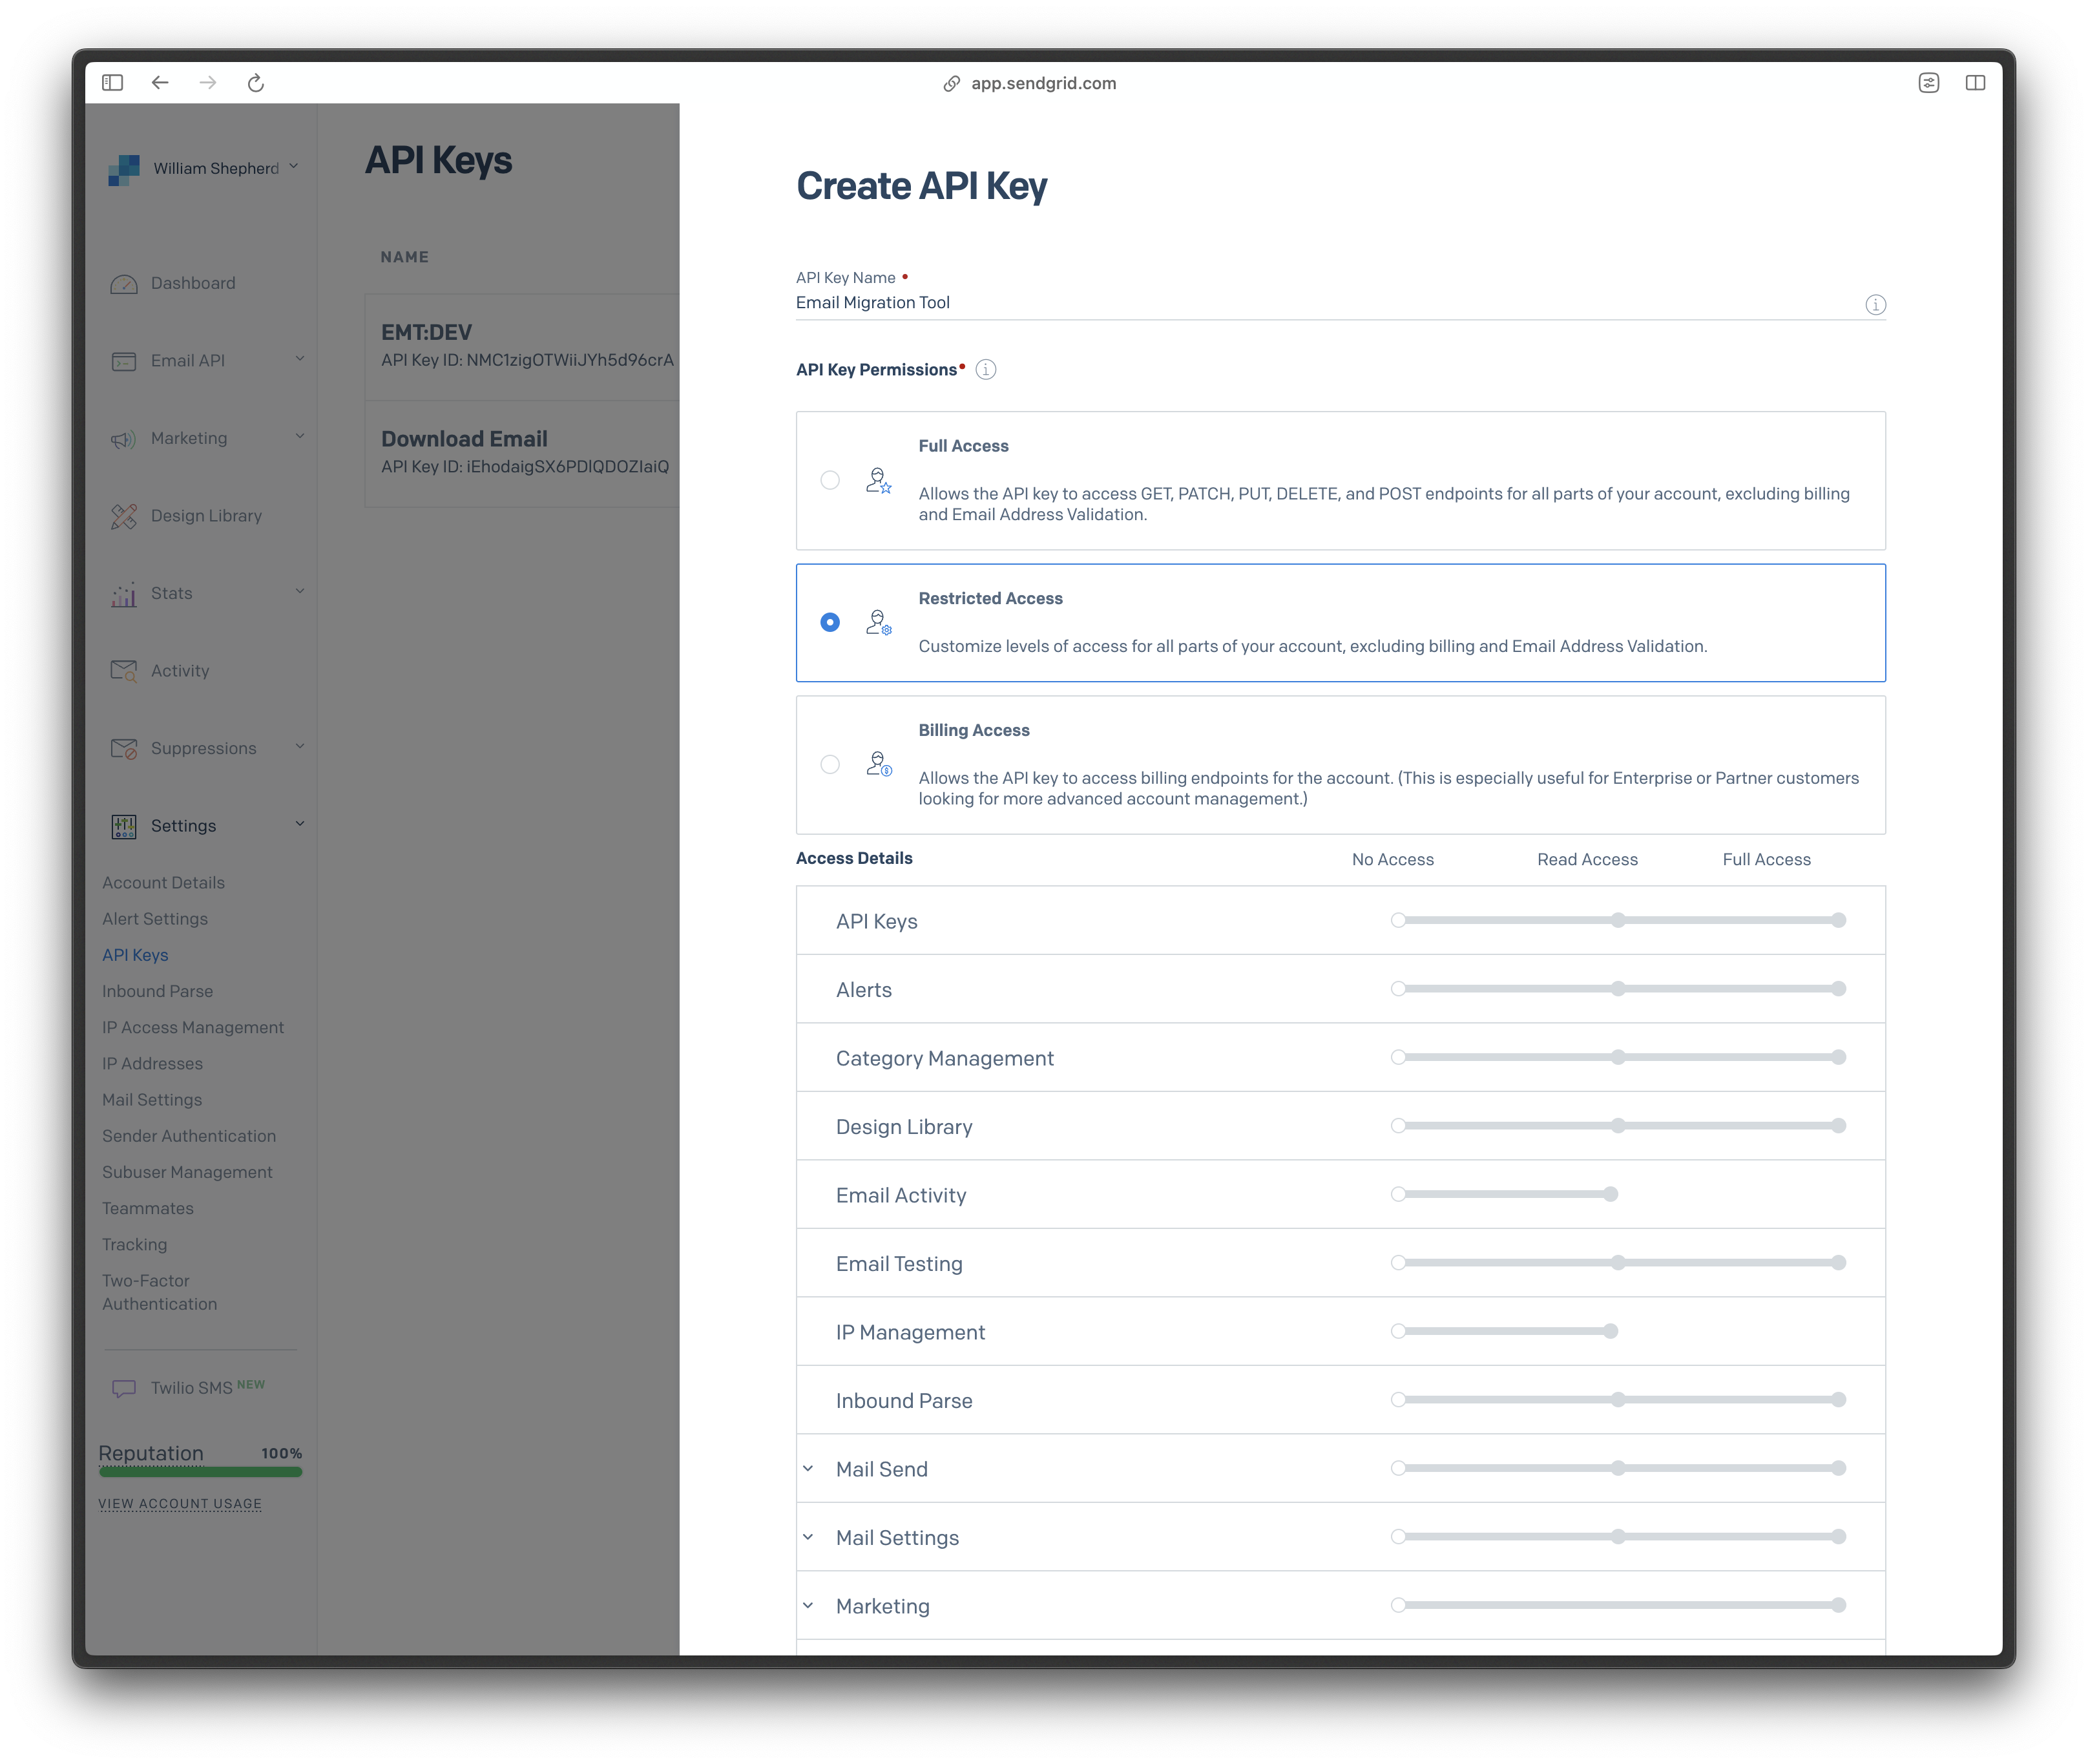 app.sendgrid.com
William Shepherd
Dashboard
Email API
Marketing
Design Library
Stats
Activity
Suppressions
Settings
Account Details
Alert Settings
API Keys
Inbound Parse
IP Access Management
IP Addresses
Mail Settings
Sender Authentication
Subuser Management
Teammates
Tracking
Two-Factor
Authentication
Twilio SMS NEW
Reputation 100%
VIEW ACCOUNT USAGE
API Keys
NAME
EMT:DEV
API Key ID: NMC1zigOTWiiJYh5d96crA
Download Email
API Key ID: iEhodaigSX6PDlQDOZIaiQ
Create API Key
API Key Name
Email Migration Tool
API Key Permissions
Full Access
Allows the API key to access GET, PATCH, PUT, DELETE, and POST endpoints for all parts of your account, excluding billing
and Email Address Validation.
Restricted Access
Customize levels of access for all parts of your account, excluding billing and Email Address Validation.
Billing Access
Allows the API key to access billing endpoints for the account. (This is especially useful for Enterprise or Partner customers
looking for more advanced account management.)
Access Details No Access Read Access Full Access
API Keys
Alerts
Category Management
Design Library
Email Activity
Email Testing
IP Management
Inbound Parse
Mail Send
Mail Settings
Marketing